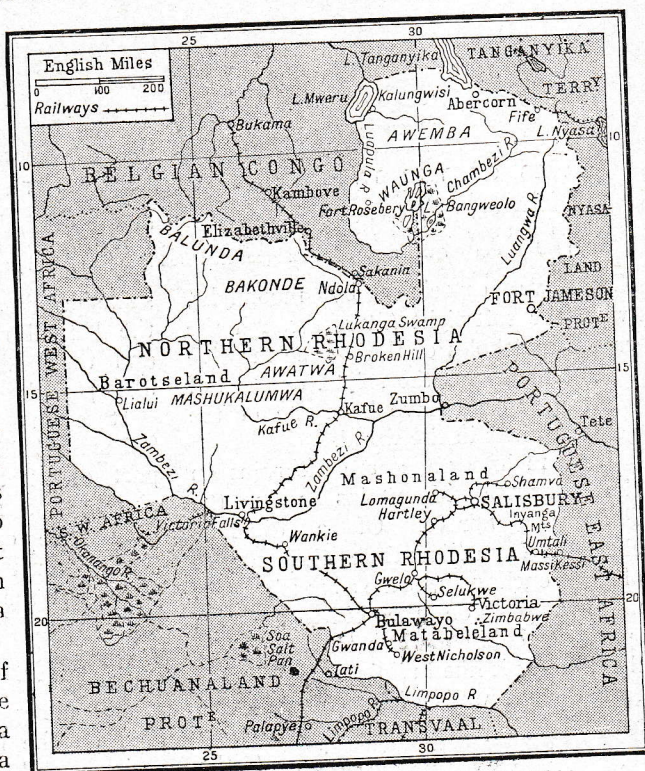 25
30
English Miles
0 100 200
Railways
L. Tanganyika
TANGANYIKA
TERRY
L. Mweru
Kalungwisi
Abercorn
Fife
L. Nyasa
10
Bukama
AWEMBA
10
BELGIAN CONGO
Luapula R.
WAUNGA
Chambezi R.
Kambove
Fort Rosebery
L. Bangweolo
Luangwa R.
NYASA
LAND
PROTE
Elizabethville
BALUNDA
BAKONDE
Sakania
Ndola
FORT JAMESON
PORTUGUESE WEST AFRICA
Lukanga Swamp
NORTHERN RHODESIA
Broken Hill
AWATWA
15
Barotseland
15
Lialui
MASHUKALUMWA
Kafue
Zumbo
Kafue R.
PORTUGUESE EAST AFRICA
Tete
Zambezi R.
Zambezi R.
Mashonaland
Shamva
Livingstone
Lomagunda
SALISBURY
Hartley
S. W. AFRICA
Victoria Falls
Inyanga
Mts
Okavango R.
Wankie
Umtali
SOUTHERN RHODESIA
Massi Kessi
Gwelo
Selukwe
20
20
Victoria
Bulawayo
Zimbabwe
Matabeleland
Soa
Salt
Pan
Gwanda
West Nicholson
Tati
BECHUANALAND
PROTE
Limpopo R
Palapye
Limpopo R.
TRANSVAAL
25
30